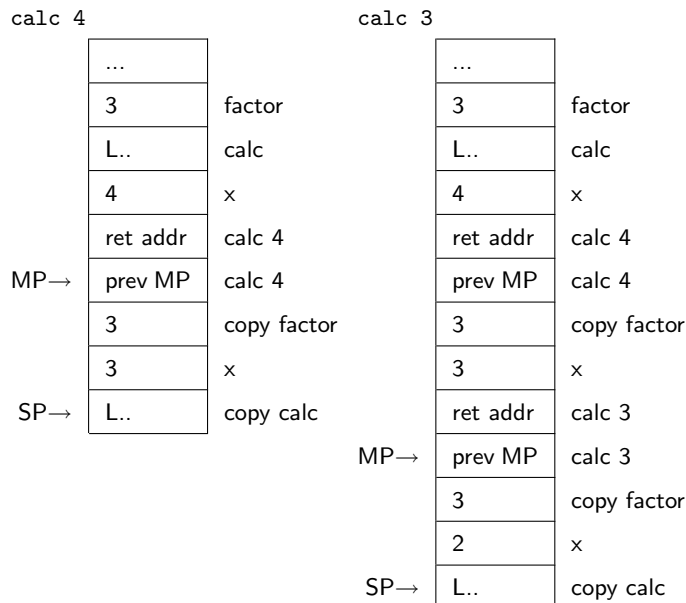 calc 4 calc 3
... ...
3 factor 3 factor
L.. calc L.. calc
4 x 4 x
ret addr calc 4 ret addr calc 4
MP→ prev MP calc 4 prev MP calc 4
3 copy factor 3 copy factor
3 x 3 x
SP→ L.. copy calc ret addr calc 3
MP→ prev MP calc 3
3 copy factor
2 x
SP→ L.. copy calc